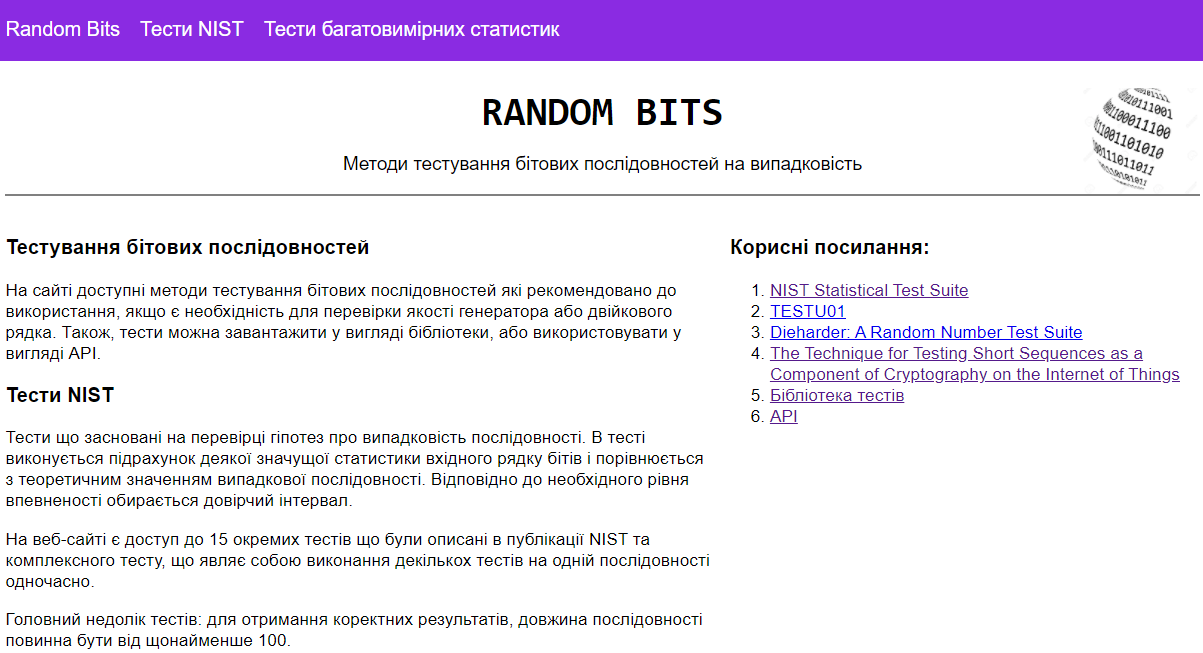 Random Bits Тести NIST Тести багатовимірних статистик
RANDOM BITS
Методи тестування бітових послідовностей на випадковість
Тестування бітових послідовностей
На сайті доступні методи тестування бітових послідовностей які рекомендовано до
використання, якщо є необхідність для перевірки якості генератора або двійкового
рядка. Також, тести можна завантажити у вигляді бібліотеки, або використовувати у
вигляді API.
Тести NIST
Тести що засновані на перевірці гіпотез про випадковість послідовності. В тесті
виконується підрахунок деякої значущої статистики вхідного рядку бітів і порівнюється
з теоретичним значенням випадкової послідовності. Відповідно до необхідного рівня
впевненості обирається довірчий інтервал.
На веб-сайті є доступ до 15 окремих тестів що були описані в публікації NIST та
комплексного тесту, що являє собою виконання декількох тестів на одній послідовності
одночасно.
Головний недолік тестів: для отримання коректних результатів, довжина послідовності
повинна бути від щонайменше 100.
Корисні посилання:
1. NIST Statistical Test Suite
2. TESTU01
3. Dieharder: A Random Number Test Suite
4. The Technique for Testing Short Sequences as a
Component of Cryptography on the Internet of Things
5. Бібліотека тестів
6. API